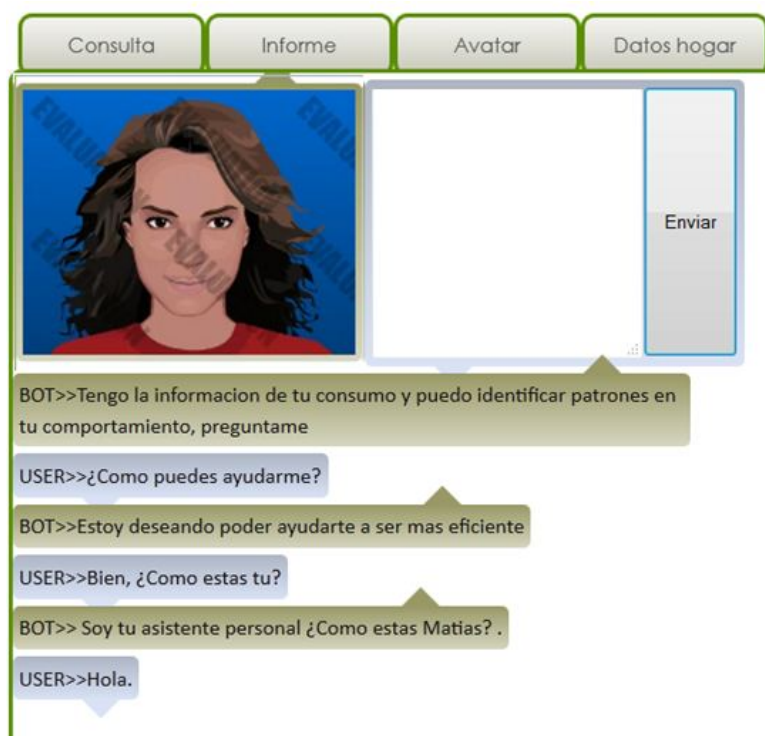 Consulta
Informe
Avatar
Datos hogar
Enviar
BOT>>Tengo la informacion de tu consumo y puedo identificar patrones en
tu comportamiento, preguntame
USER>>¿Como puedes ayudarme?
BOT>>Estoy deseando poder ayudarte a ser mas eficiente
USER>>Bien, ¿Como estas tu?
BOT>> Soy tu asistente personal ¿Como estas Matias? .
USER>>Hola.